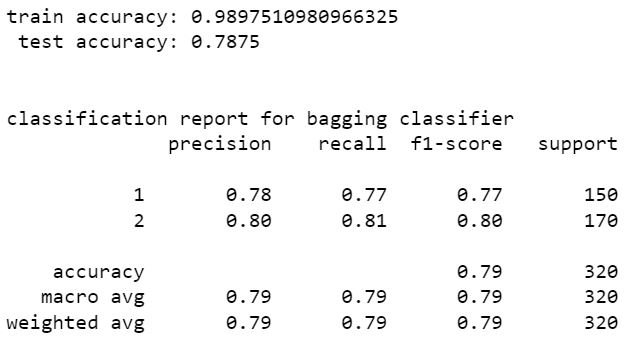 train accuracy: 0.9897510980966325
test accuracy: 0.7875
classification report for bagging classifier
precision recall f1-score support
1 0.78 0.77 0.77 150
2 0.80 0.81 0.80 170
accuracy 0.79 320
macro avg 0.79 0.79 0.79 320
weighted avg 0.79 0.79 0.79 320